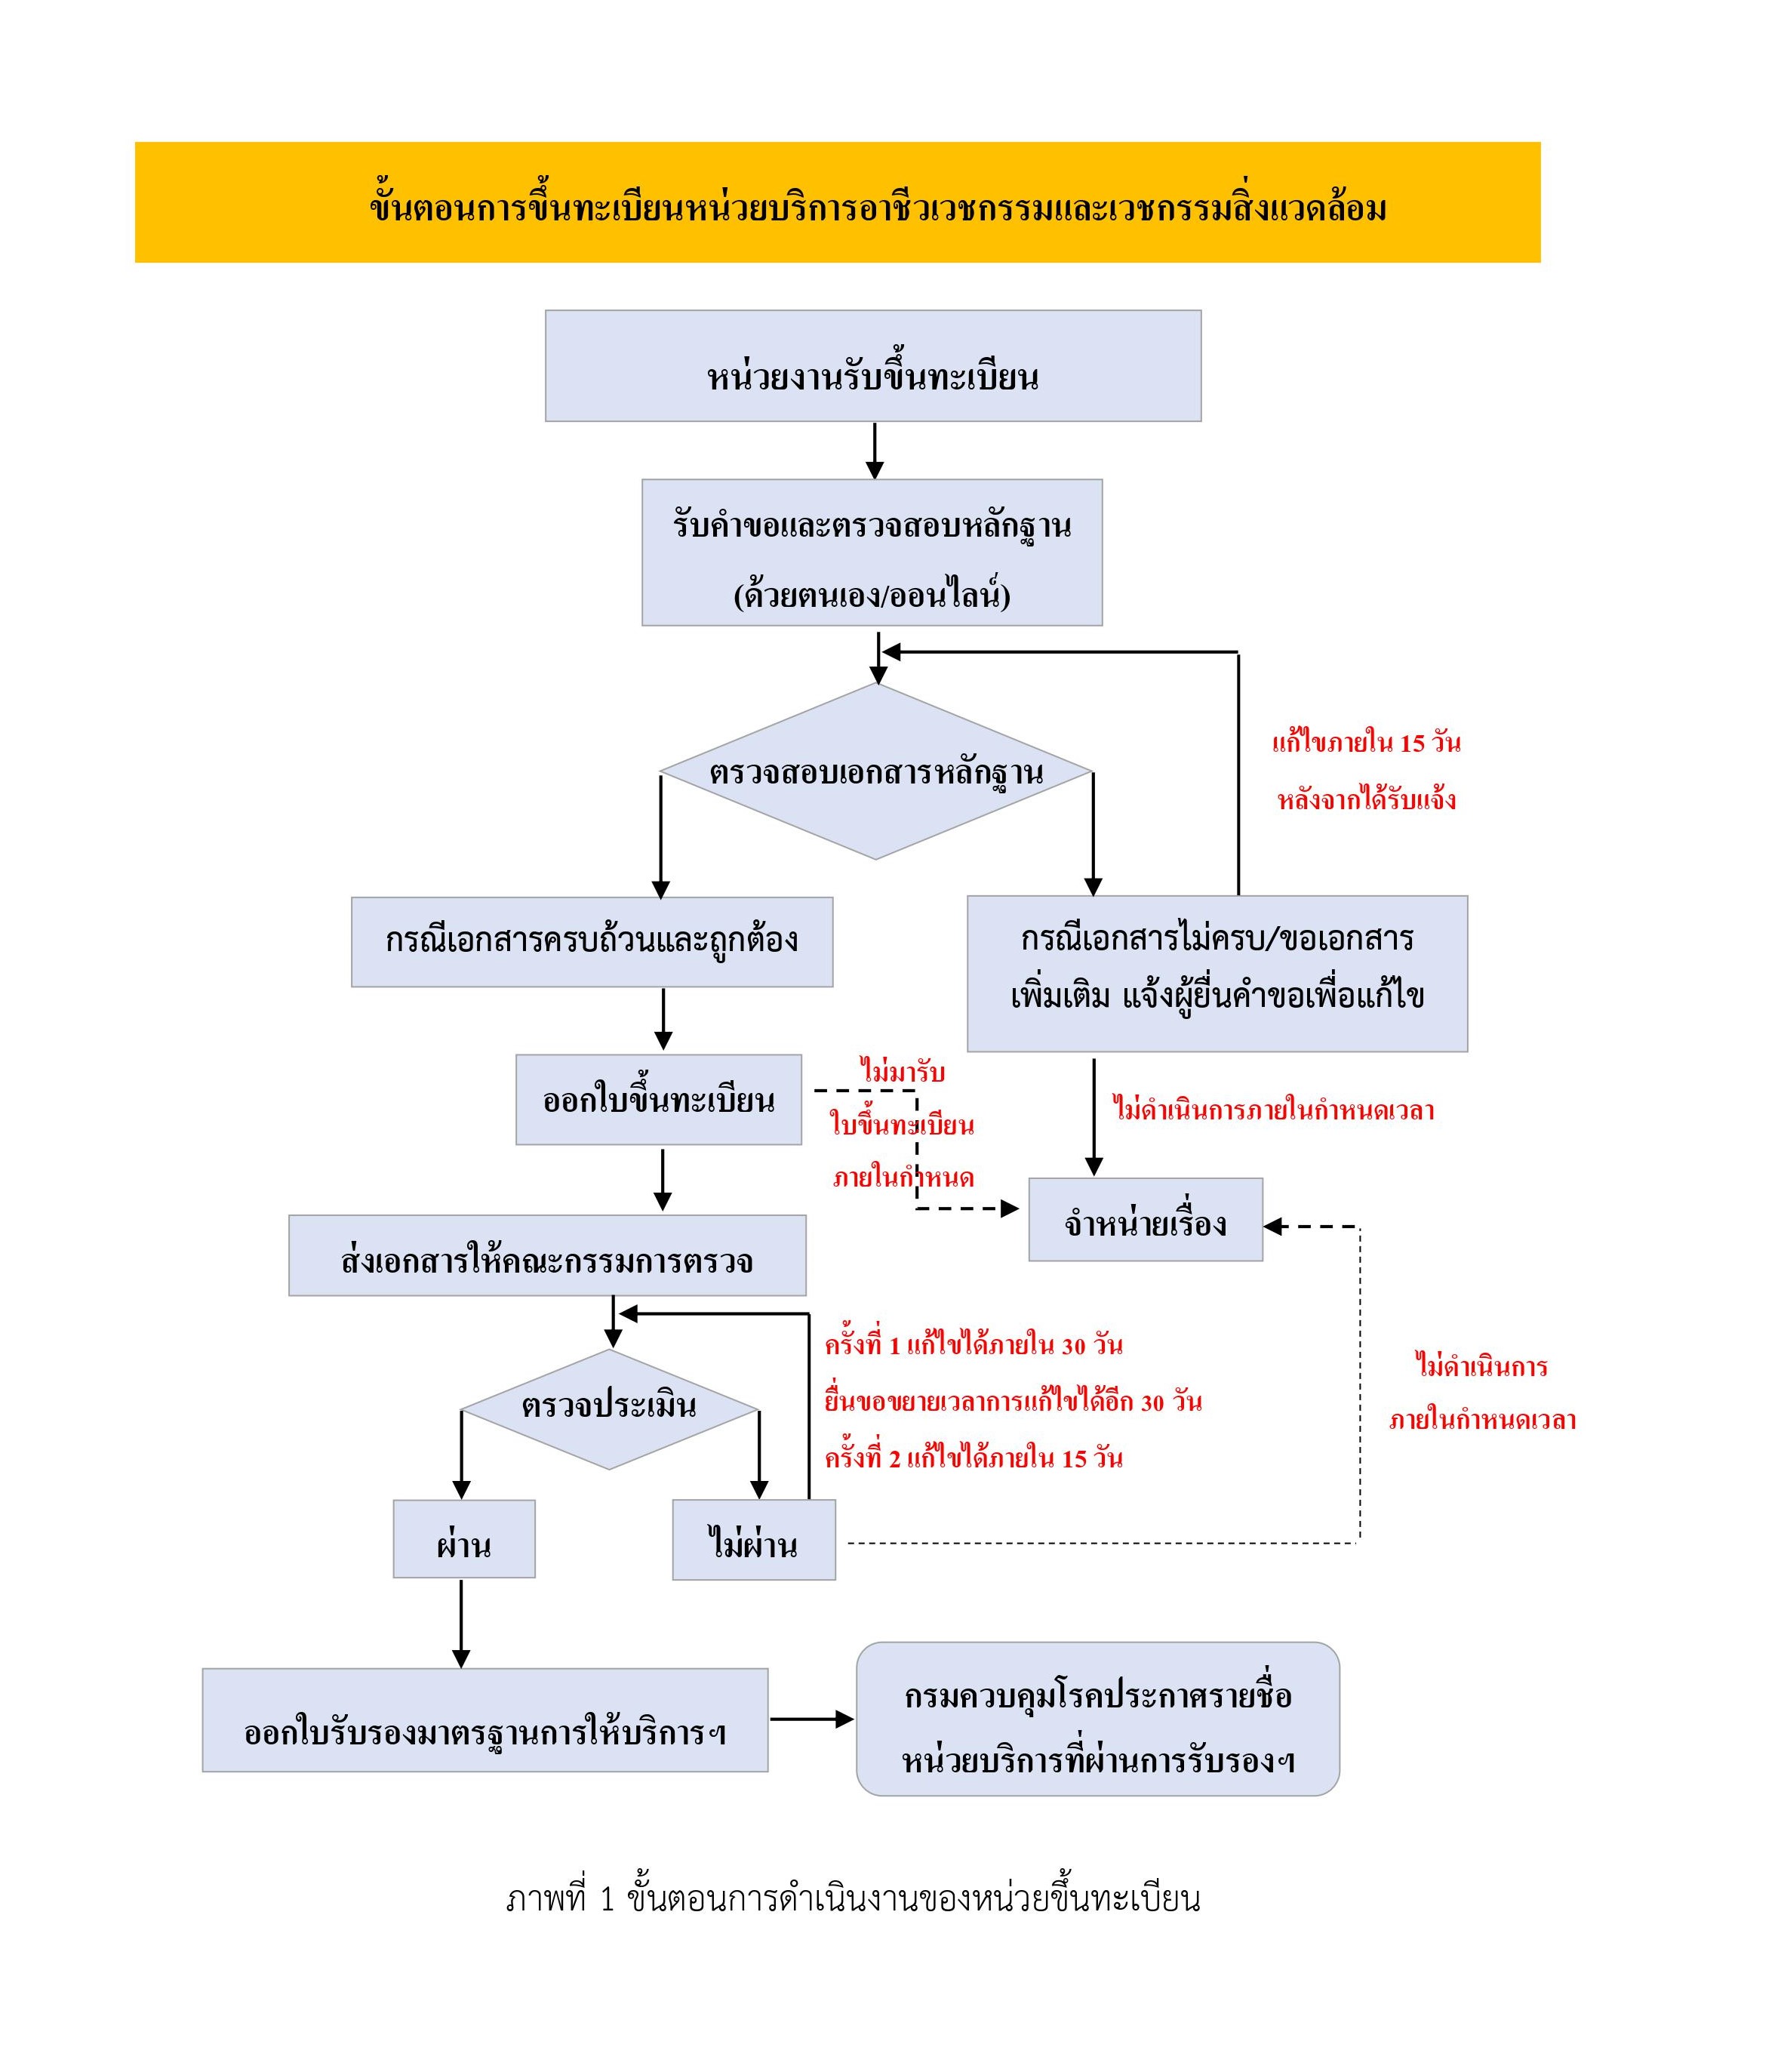 ขั้นตอนการขึ้นทะเบียนหน่วยบริการอาชีวเวชกรรมและเวชกรรมสิ่งแวดล้อม
หน่วยงานรับขึ้นทะเบียน
รับคำขอและตรวจสอบหลักฐาน
(ด้วยตนเอง/ออนไลน์)
ตรวจสอบเอกสารหลักฐาน
แก้ไขภายใน 15 วัน
หลังจากได้รับแจ้ง
กรณีเอกสารครบถ้วนและถูกต้อง
กรณีเอกสารไม่ครบ/ขอเอกสาร
เพิ่มเติม แจ้งผู้ยื่นคำขอเพื่อแก้ไข
ออกใบขึ้นทะเบียน
ไม่มารับ
ใบขึ้นทะเบียน
ภายในกำหนด
ไม่ดำเนินการภายในกำหนดเวลา
จำหน่ายเรื่อง
ส่งเอกสารให้คณะกรรมการตรวจ
ตรวจประเมิน
ครั้งที่ 1 แก้ไขได้ภายใน 30 วัน
ยื่นขอขยายเวลาการแก้ไขได้อีก 30 วัน
ครั้งที่ 2 แก้ไขได้ภายใน 15 วัน
ไม่ดำเนินการ
ภายในกำหนดเวลา
ผ่าน
ไม่ผ่าน
ออกใบรับรองมาตรฐานการให้บริการฯ
กรมควบคุมโรคประกาศรายชื่อ
หน่วยบริการที่ผ่านการรับรองฯ
ภาพที่ 1 ขั้นตอนการดำเนินงานของหน่วยขึ้นทะเบียน